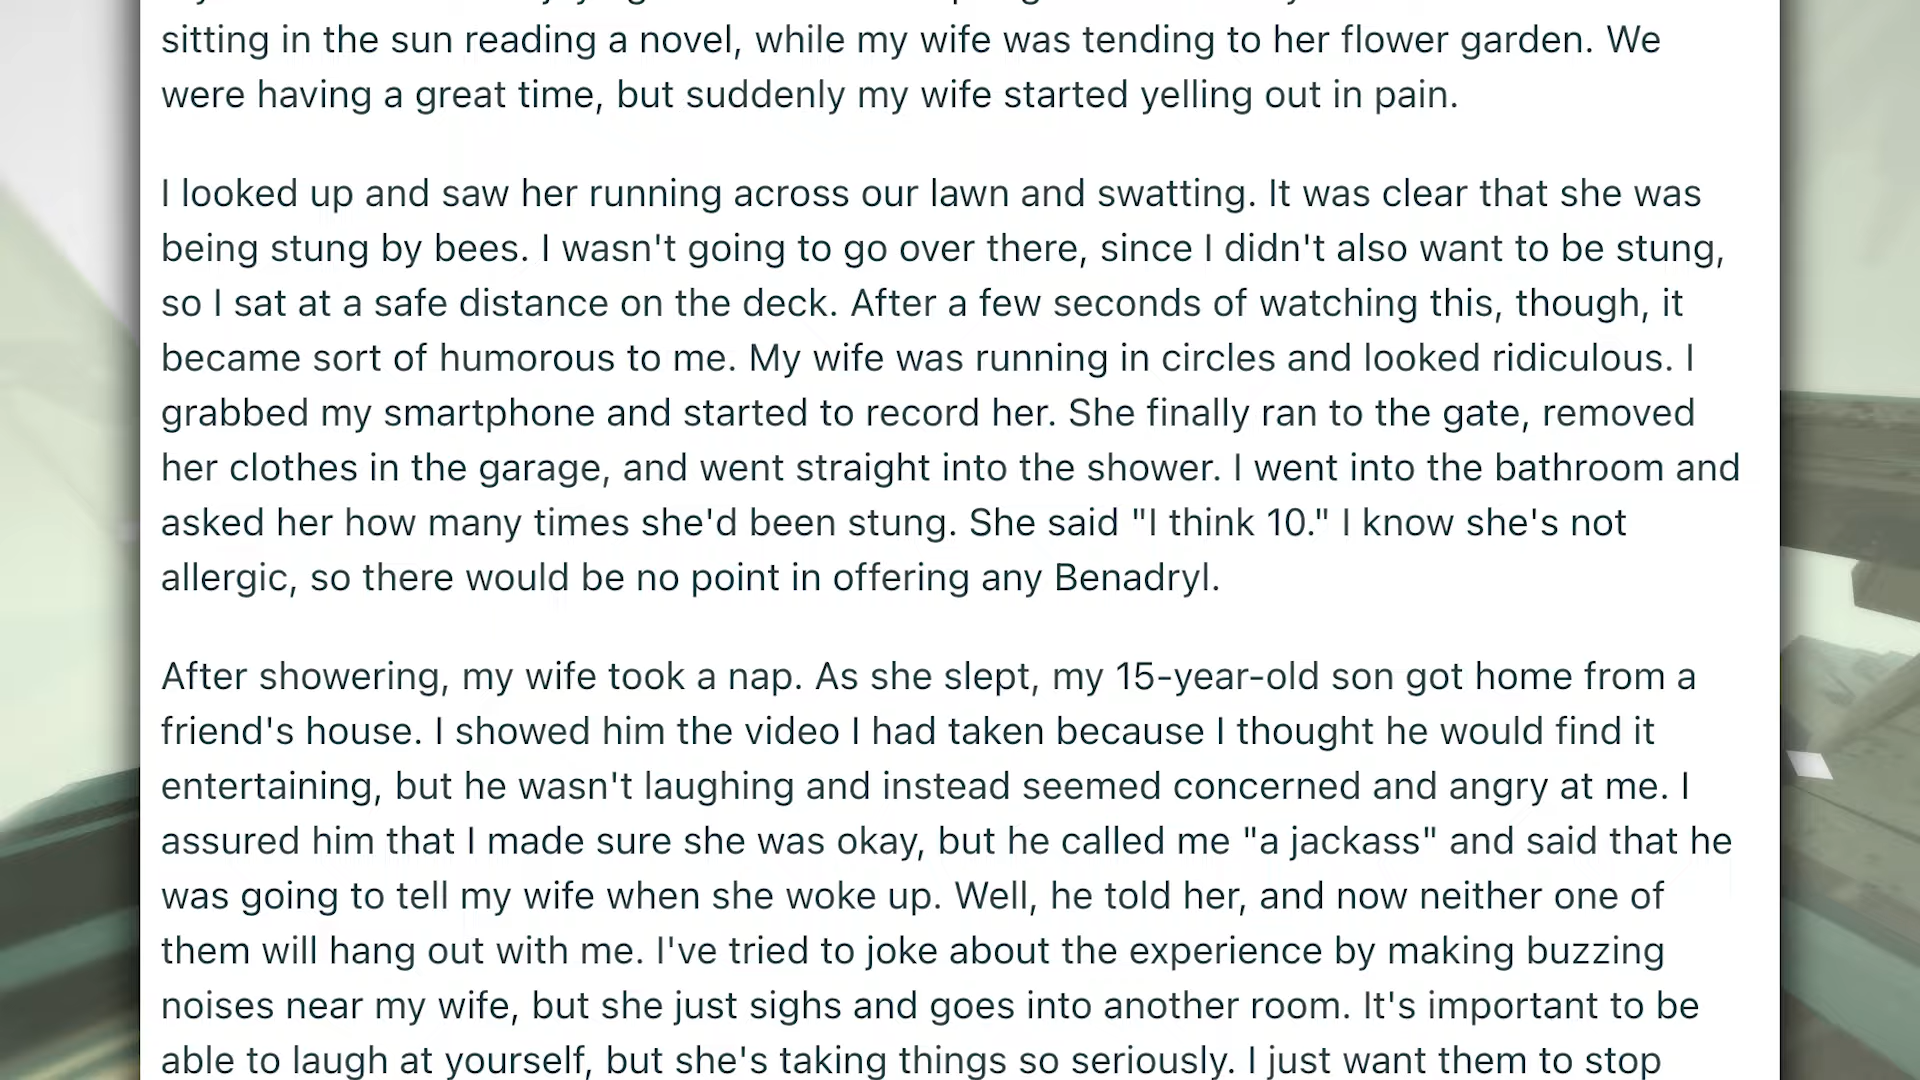 sitting in the sun reading a novel, while my wife was tending to her flower garden. We
were having a great time, but suddenly my wife started yelling out in pain.
I looked up and saw her running across our lawn and swatting. It was clear that she was
being stung by bees. I wasn't going to go over there, since I didn't also want to be stung,
so I sat at a safe distance on the deck. After a few seconds of watching this, though, it
became sort of humorous to me. My wife was running in circles and looked ridiculous. I
grabbed my smartphone and started to record her. She finally ran to the gate, removed
her clothes in the garage, and went straight into the shower. I went into the bathroom and
asked her how many times she'd been stung. She said "I think 10." I know she's not
allergic, so there would be no point in offering any Benadryl.
After showering, my wife took a nap. As she slept, my 15-year-old son got home from a
friend's house. I showed him the video I had taken because I thought he would find it
entertaining, but he wasn't laughing and instead seemed concerned and angry at me. I
assured him that I made sure she was okay, but he called me "a jackass" and said that he
was going to tell my wife when she woke up. Well, he told her, and now neither one of
them will hang out with me. I've tried to joke about the experience by making buzzing
noises near my wife, but she just sighs and goes into another room. It's important to be
able to laugh at yourself, but she's taking things so seriously. I just want them to stop